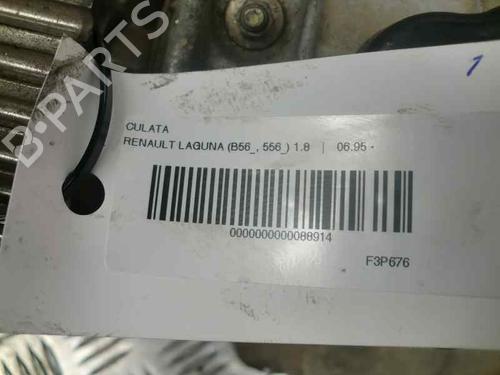 B-PARTS
1
CULATA
RENAULT LAGUNA (B56_, 556_) 1.8 | 06.95 -
0000000000088914
F3P676